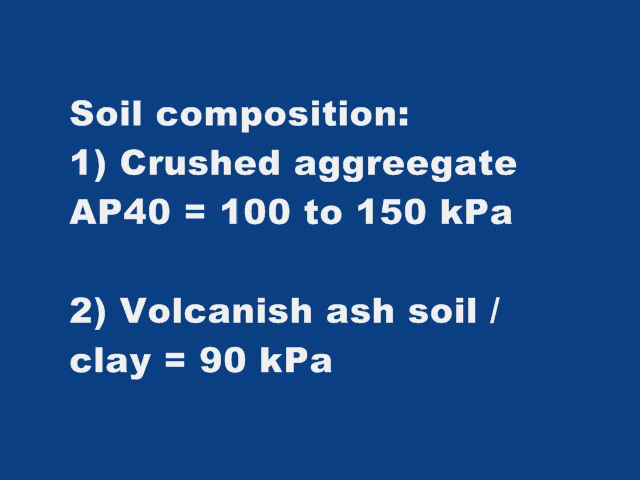 Soil composition:
1) Crushed aggreegate
AP40 = 100 to 150 kPa
2) Volcanish ash soil /
clay = 90 kPa